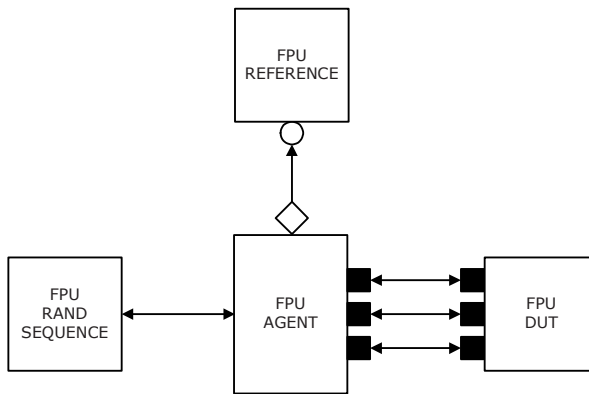 FPU
REFERENCE
FPU
RAND
SEQUENCE
FPU
AGENT
FPU
DUT